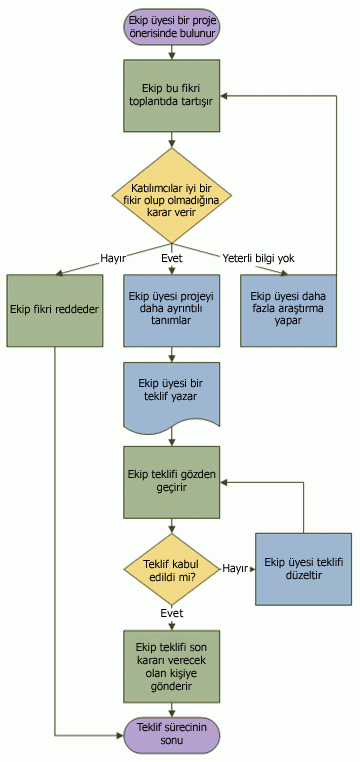 Ekip üyesi bir proje
önerisinde bulunur
Ekip bu fikri
toplantıda tartışır
Katılımcılar iyi bir
fikir olup olmadığına
karar verir
Hayır
Evet
Yeterli bilgi yok
Ekip fikri reddeder
Ekip üyesi projeyi
daha ayrıntılı
tanımlar
Ekip üyesi daha
fazla araştırma
yapar
Ekip üyesi bir
teklif yazar
Ekip teklifi gözden
geçirir
Teklif kabul
edildi mi?
Hayır
Ekip üyesi teklifi
düzeltir
Evet
Ekip teklifi son
kararı verecek
olan kişiye
gönderir
Teklif sürecinin
sonu